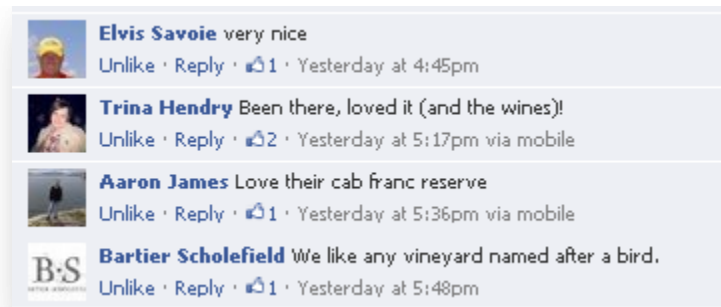 Elvis Savoie very nice
Unlike · Reply · 1 · Yesterday at 4:45pm
Trina Hendry Been there, loved it (and the wines)!
Unlike · Reply · 2 · Yesterday at 5:17pm via mobile
Aaron James Love their cab franc reserve
Unlike · Reply · 1 · Yesterday at 5:36pm via mobile
B·S
Bartier Scholefield We like any vineyard named after a bird.
Unlike · Reply · 1 · Yesterday at 5:48pm